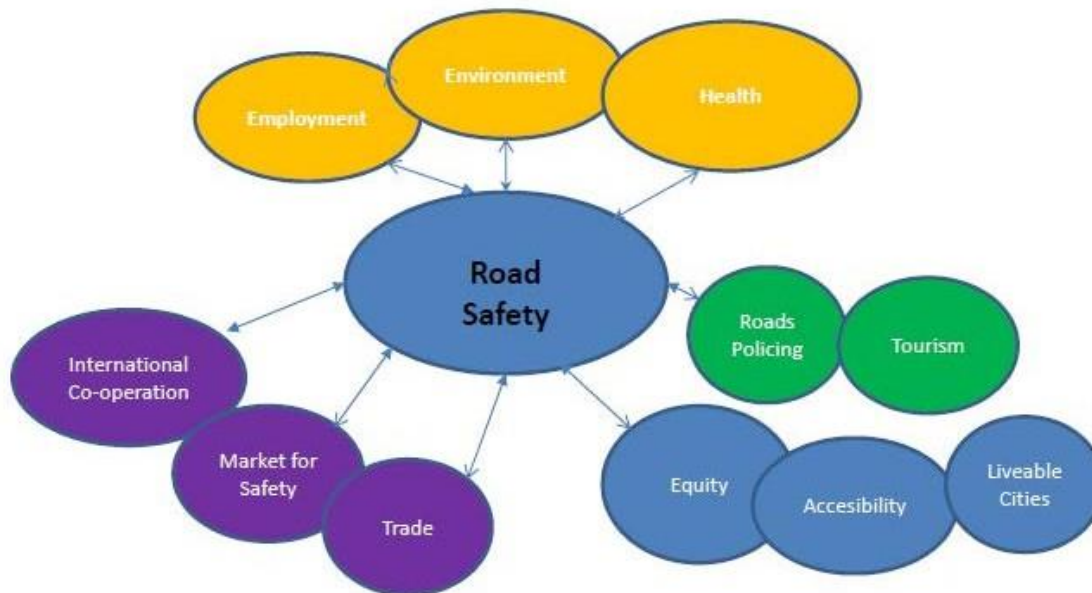 Environment
Health
Employment
Road
Safety
Roads
Policing
Tourism
International
Co-operation
Market for
Safety
Trade
Equity
Accesibility
Liveable
Cities